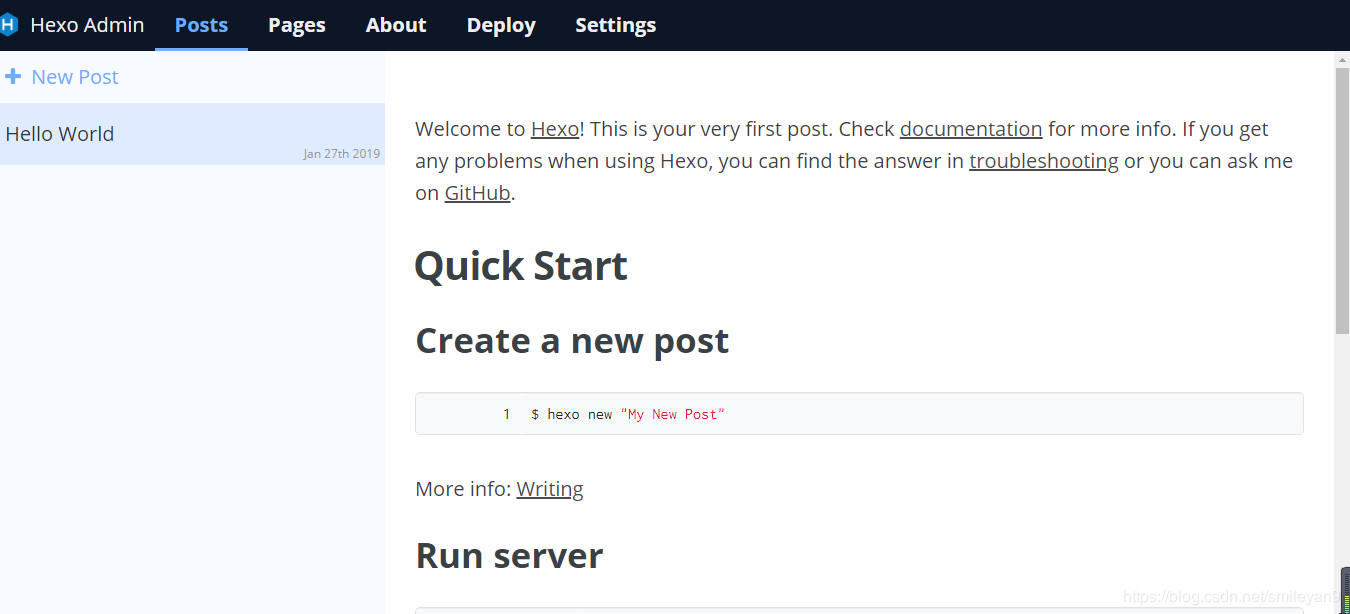 Hexo Admin Posts Pages About Deploy Settings
New Post
Hello World
Jan 27th 2019
Welcome to Hexo! This is your very first post. Check documentation for more info. If you get
any problems when using Hexo, you can find the answer in troubleshooting or you can ask me
on GitHub.
Quick Start
Create a new post
1 $ hexo new "My New Post"
More info: Writing
Run server
https://blog.csdn.net/smileyan9